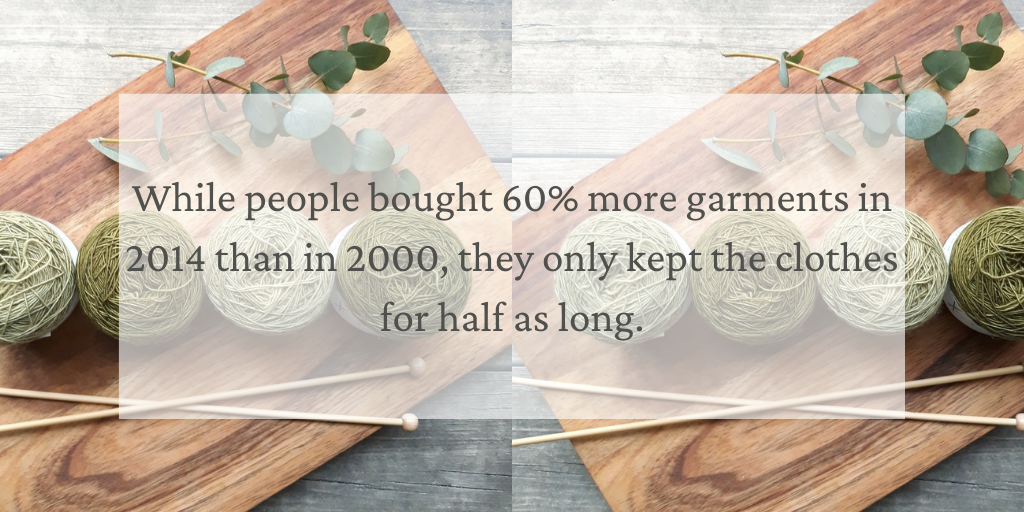 While people bought 60% more garments in
2014 than in 2000, they only kept the clothes
for half as long.